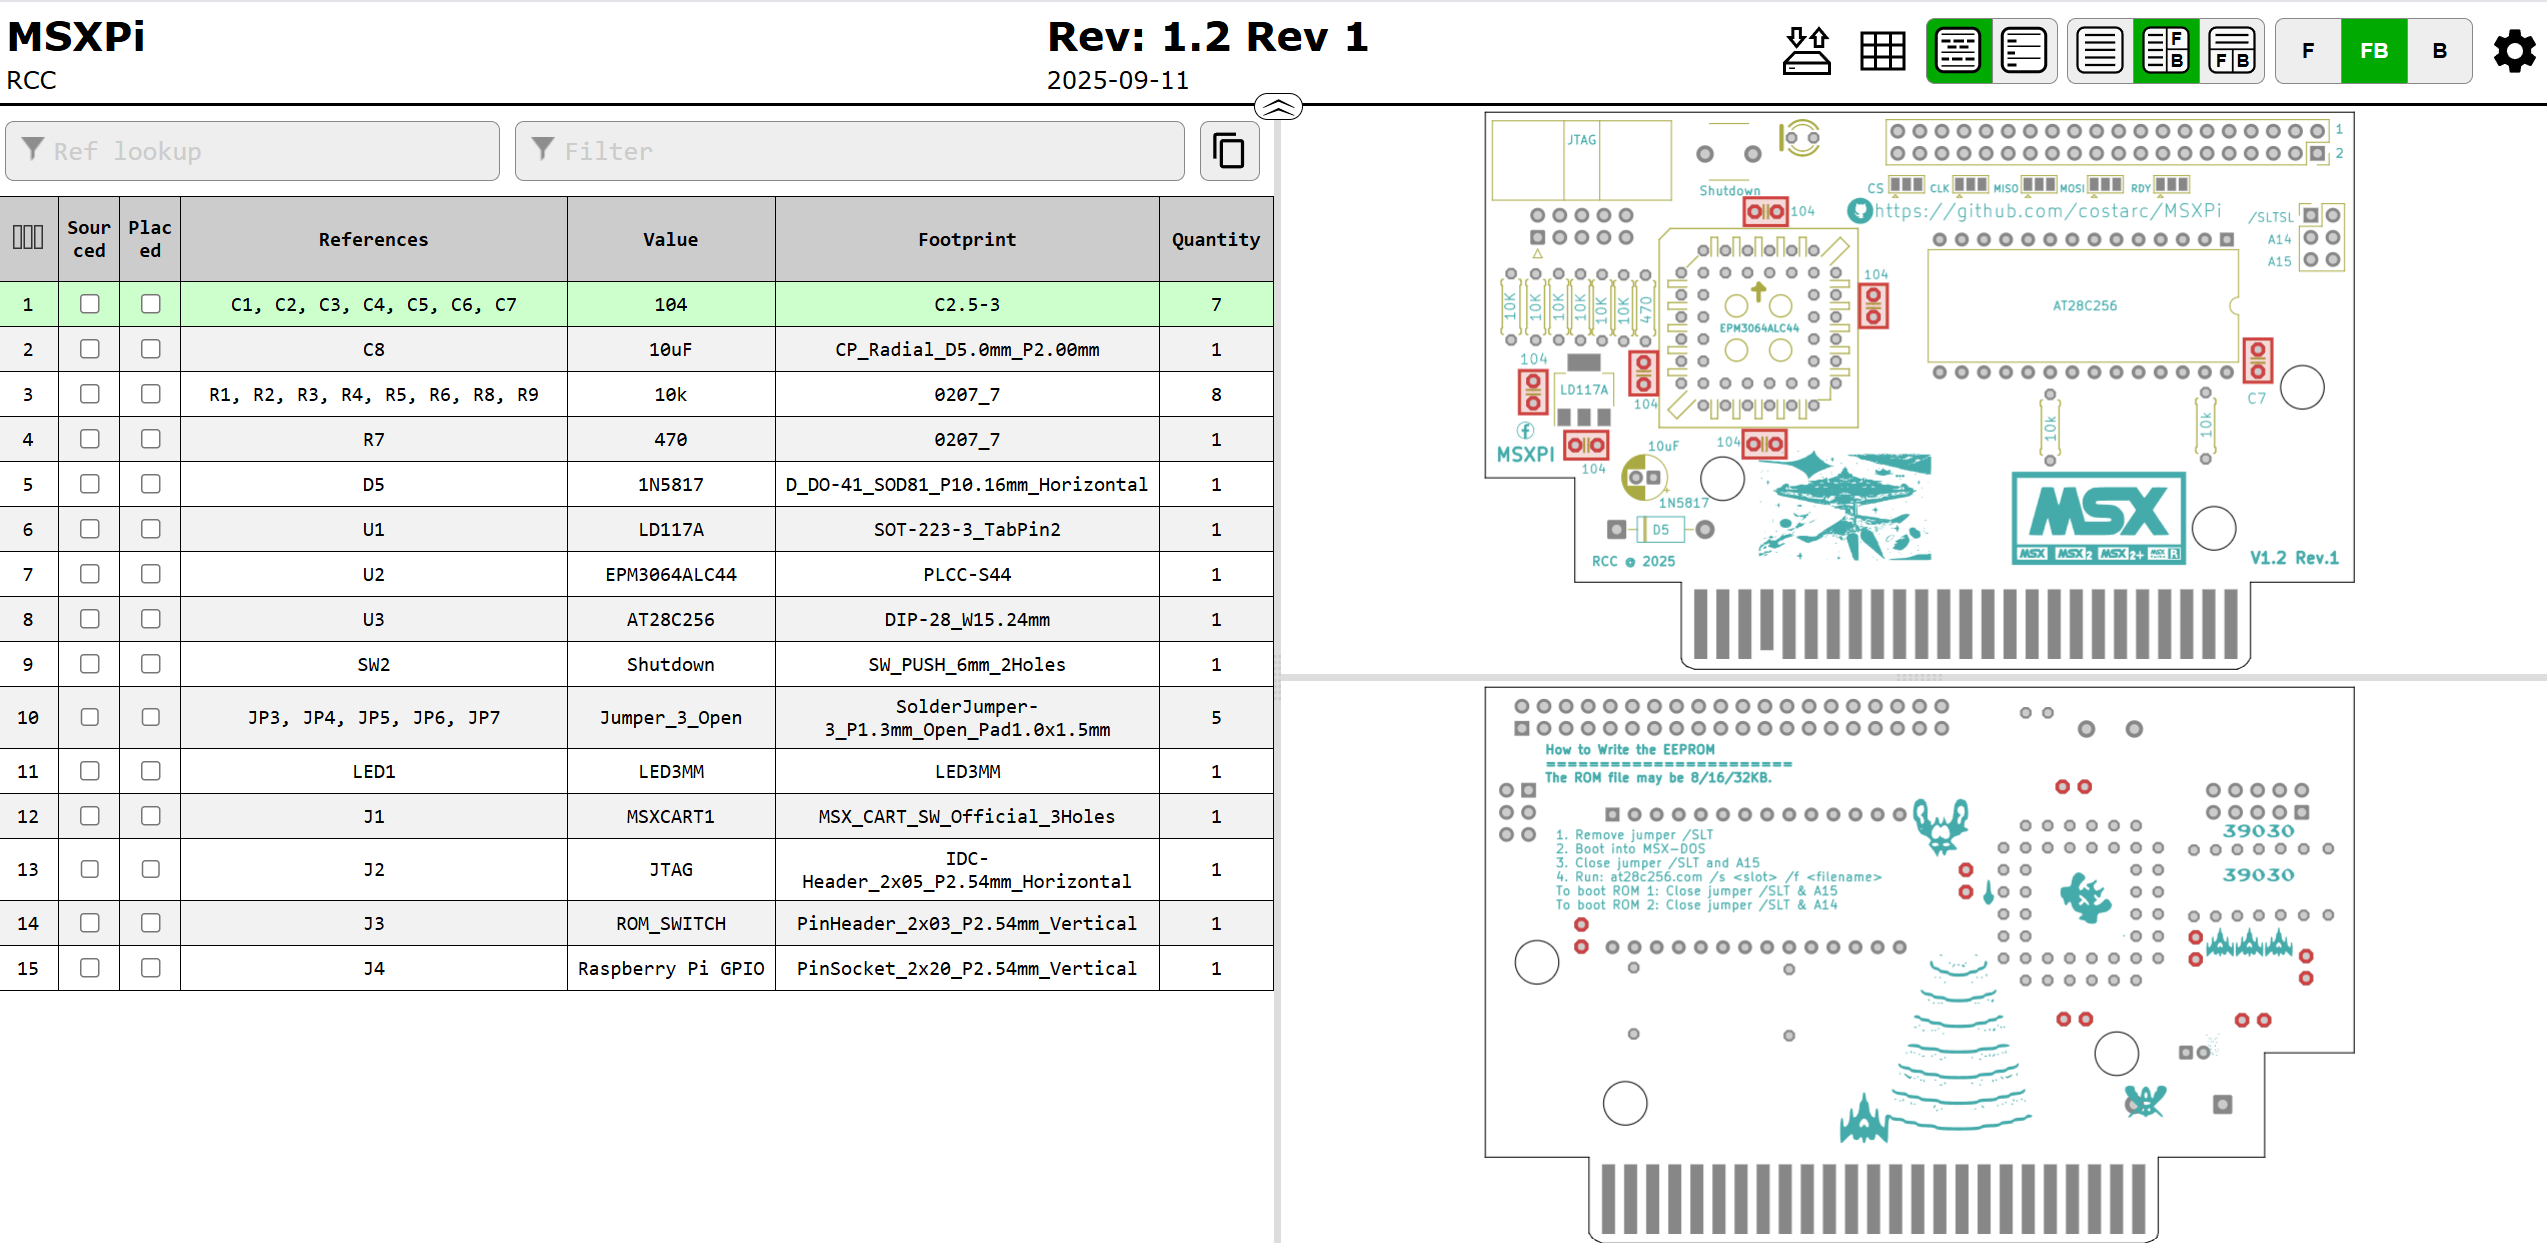 MSXPi
RCC
Rev: 1.2 Rev 1
2025-09-11
F
B
F B
F
FB
B
Ref lookup
Filter
Sourced Placed References Value Footprint Quantity
1 C1, C2, C3, C4, C5, C6, C7 104 C2.5-3 7
2 C8 10uF CP_Radial_D5.0mm_P2.00mm 1
3 R1, R2, R3, R4, R5, R6, R8, R9 10k 0207_7 8
4 R7 470 0207_7 1
5 D5 1N5817 D_DO-41_SOD81_P10.16mm_Horizontal 1
6 U1 LD117A SOT-223-3_TabPin2 1
7 U2 EPM3064ALC44 PLCC-S44 1
8 U3 AT28C256 DIP-28_W15.24mm 1
9 SW2 Shutdown SW_PUSH_6mm_2Holes 1
10 JP3, JP4, JP5, JP6, JP7 Jumper_3_Open SolderJumper-3_P1.3mm_Open_Pad1.0x1.5mm 5
11 LED1 LED3MM LED3MM 1
12 J1 MSXCART1 MSX_CART_SW_Official_3Holes 1
13 J2 JTAG IDC-Header_2x05_P2.54mm_Horizontal 1
14 J3 ROM_SWITCH PinHeader_2x03_P2.54mm_Vertical 1
15 J4 Raspberry Pi GPIO PinSocket_2x20_P2.54mm_Vertical 1
JTAG
1
2
Shutdown
CS CLK MISO MOSI RDY
104
https://github.com/costarc/MSXPi
/SLTSL
A14
A15
104
10K 10K 10K 10K 10K 10K 470
EPM3064ALC44
AT28C256
104
LD117A
104
C7
10k
10k
MSXPI
104
10uF
104
1N5817
D5
RCC @ 2025
MSX
MSX MSX2 MSX2+ MSX R
V1.2 Rev.1
How to Write the EEPROM
======================
The ROM file may be 8/16/32KB.
1. Remove jumper /SLT
2. Boot into MSX-DOS
3. Close jumper /SLT and A15
4. Run: at28c256.com /s <slot> /f <filename>
To boot ROM 1: Close jumper /SLT & A15
To boot ROM 2: Close jumper /SLT & A14
39030
39030